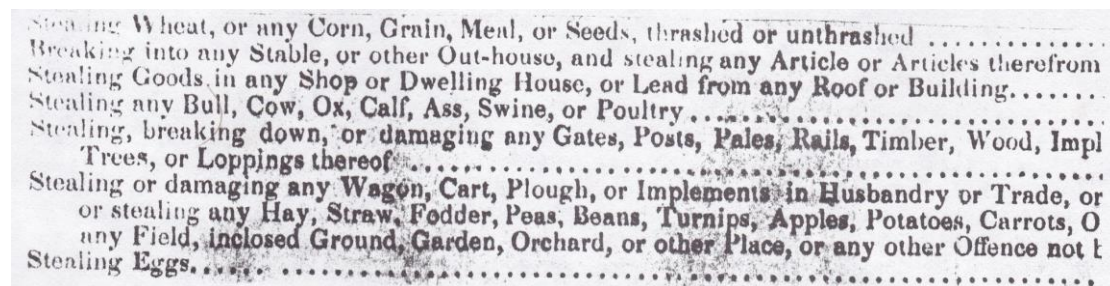 Stealing Wheat, or any Corn, Grain, Meal, or Seeds, thrashed or unthrashed ..............
Breaking into any Stable, or other Out-house, and stealing any Article or Articles therefrom
Stealing Goods in any Shop or Dwelling House, or Lead from any Roof or Building.......
Stealing any Bull, Cow, Ox, Calf, Ass, Swine, or Poultry ..............................
Stealing, breaking down, or damaging any Gates, Posts, Pales, Rails, Timber, Wood, Impl
Trees, or Loppings thereof ..............................
Stealing or damaging any Wagon, Cart, Plough, or Implements in Husbandry or Trade, or
or stealing any Hay, Straw, Fodder, Peas, Beans, Turnips, Apples, Potatoes, Carrots, O
any Field, inclosed Ground, Garden, Orchard, or other Place, or any other Offence not b
Stealing Eggs..............................